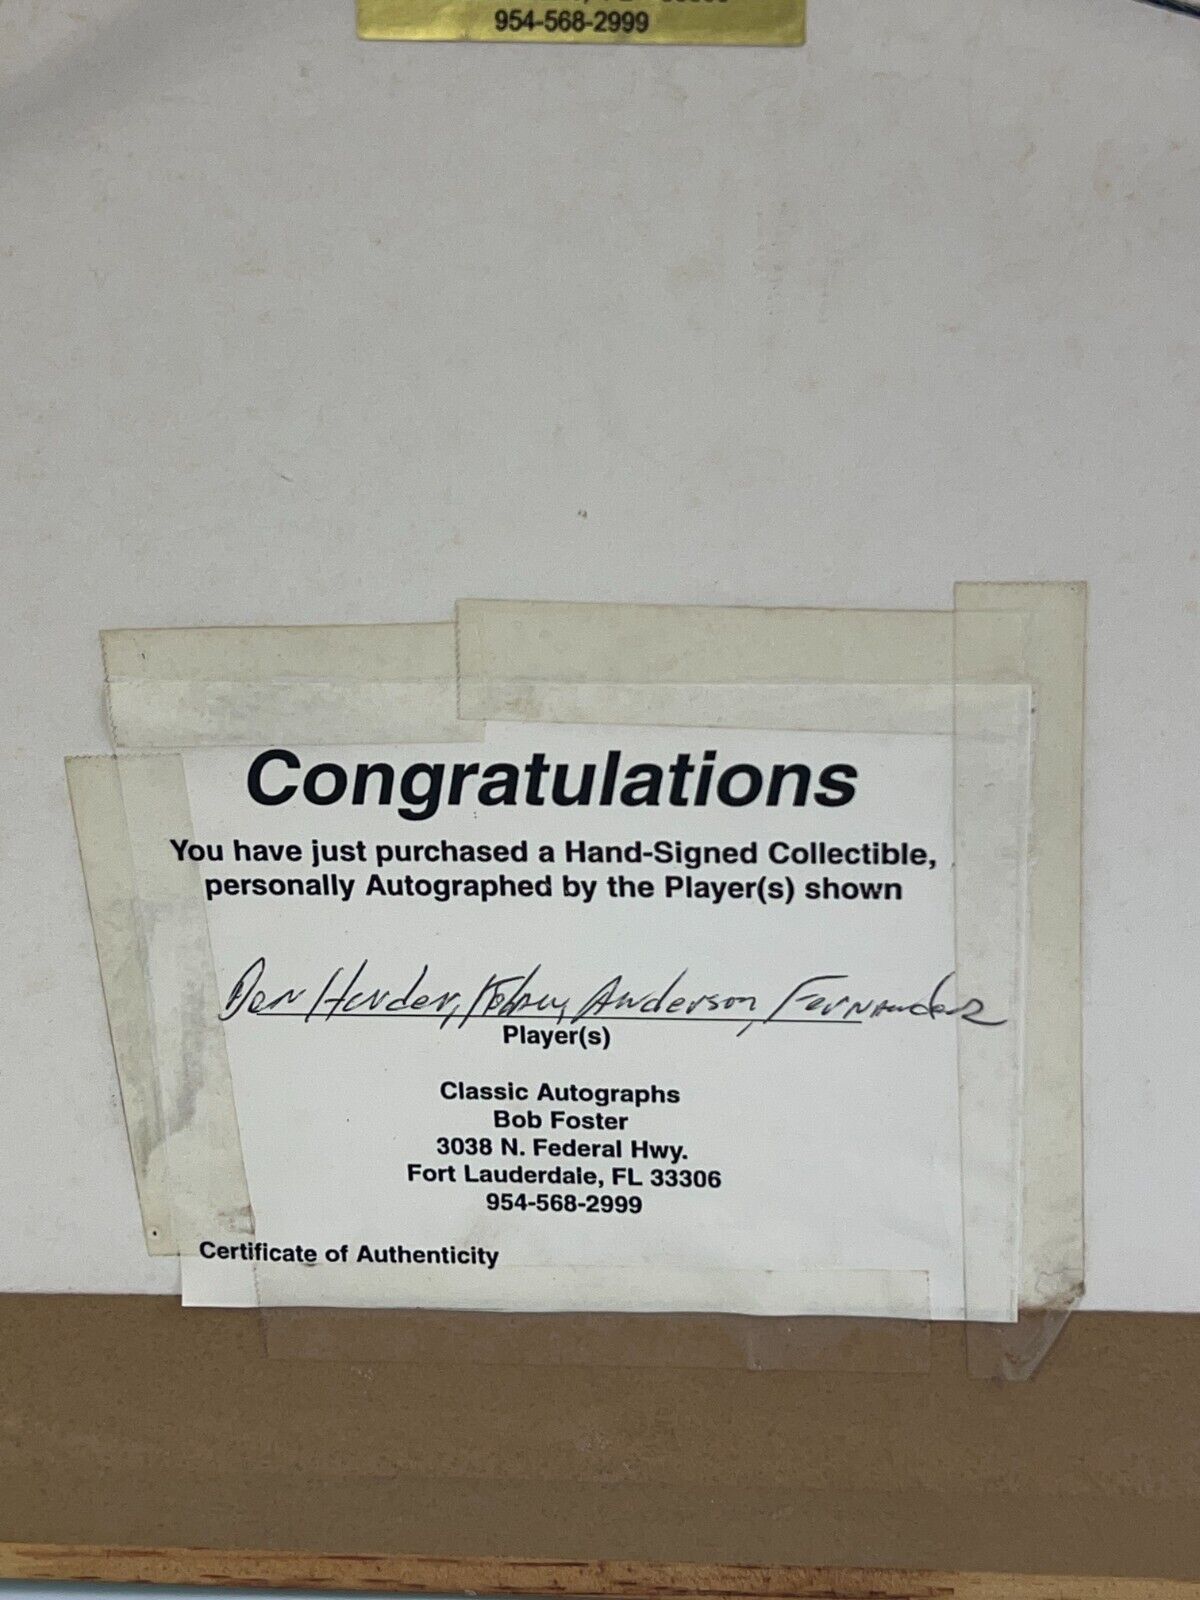 954-568-2999
Congratulations
You have just purchased a Hand-Signed Collectible,
personally Autographed by the Player(s) shown
Don Anderson, Fernandez
Player(s)
Classic Autographs
Bob Foster
3038 N. Federal Hwy.
Fort Lauderdale, FL 33306
954-568-2999
Certificate of Authenticity